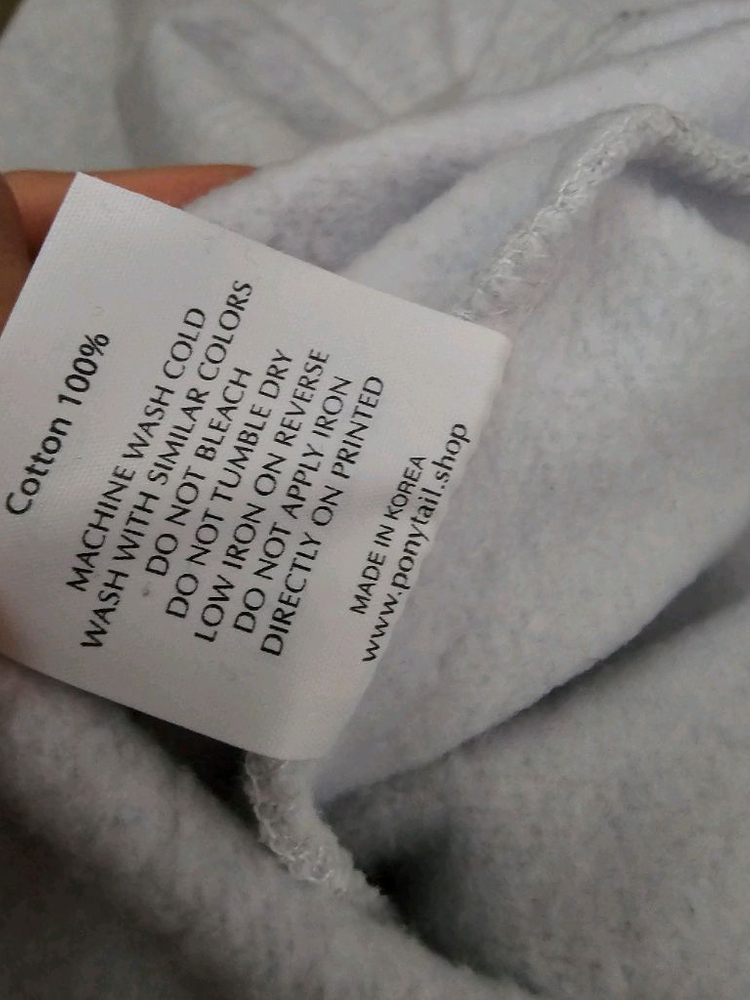 Cotton 100%
MACHINE WASH COLD
WASH WITH SIMILAR COLORS
DO NOT BLEACH
DO NOT TUMBLE DRY
LOW IRON ON REVERSE
DO NOT APPLY IRON
DIRECTLY ON PRINTED
MADE IN KOREA
www.ponytail.shop